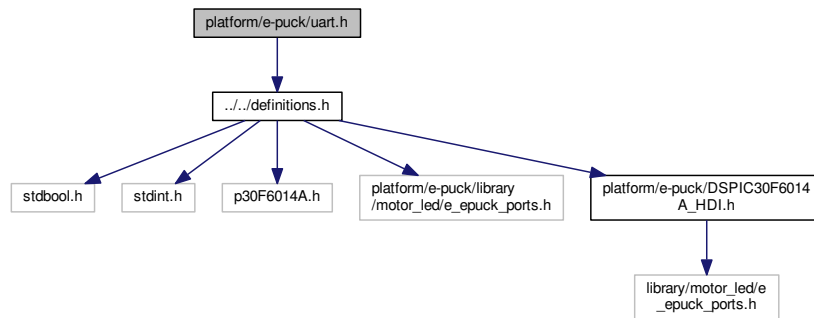 platform/e-puck/uart.h
../../definitions.h
stdbool.h
stdint.h
p30F6014A.h
platform/e-puck/library
/motor_led/e_epuck_ports.h
platform/e-puck/DSPIC30F6014
A_HDI.h
library/motor_led/e
_epuck_ports.h